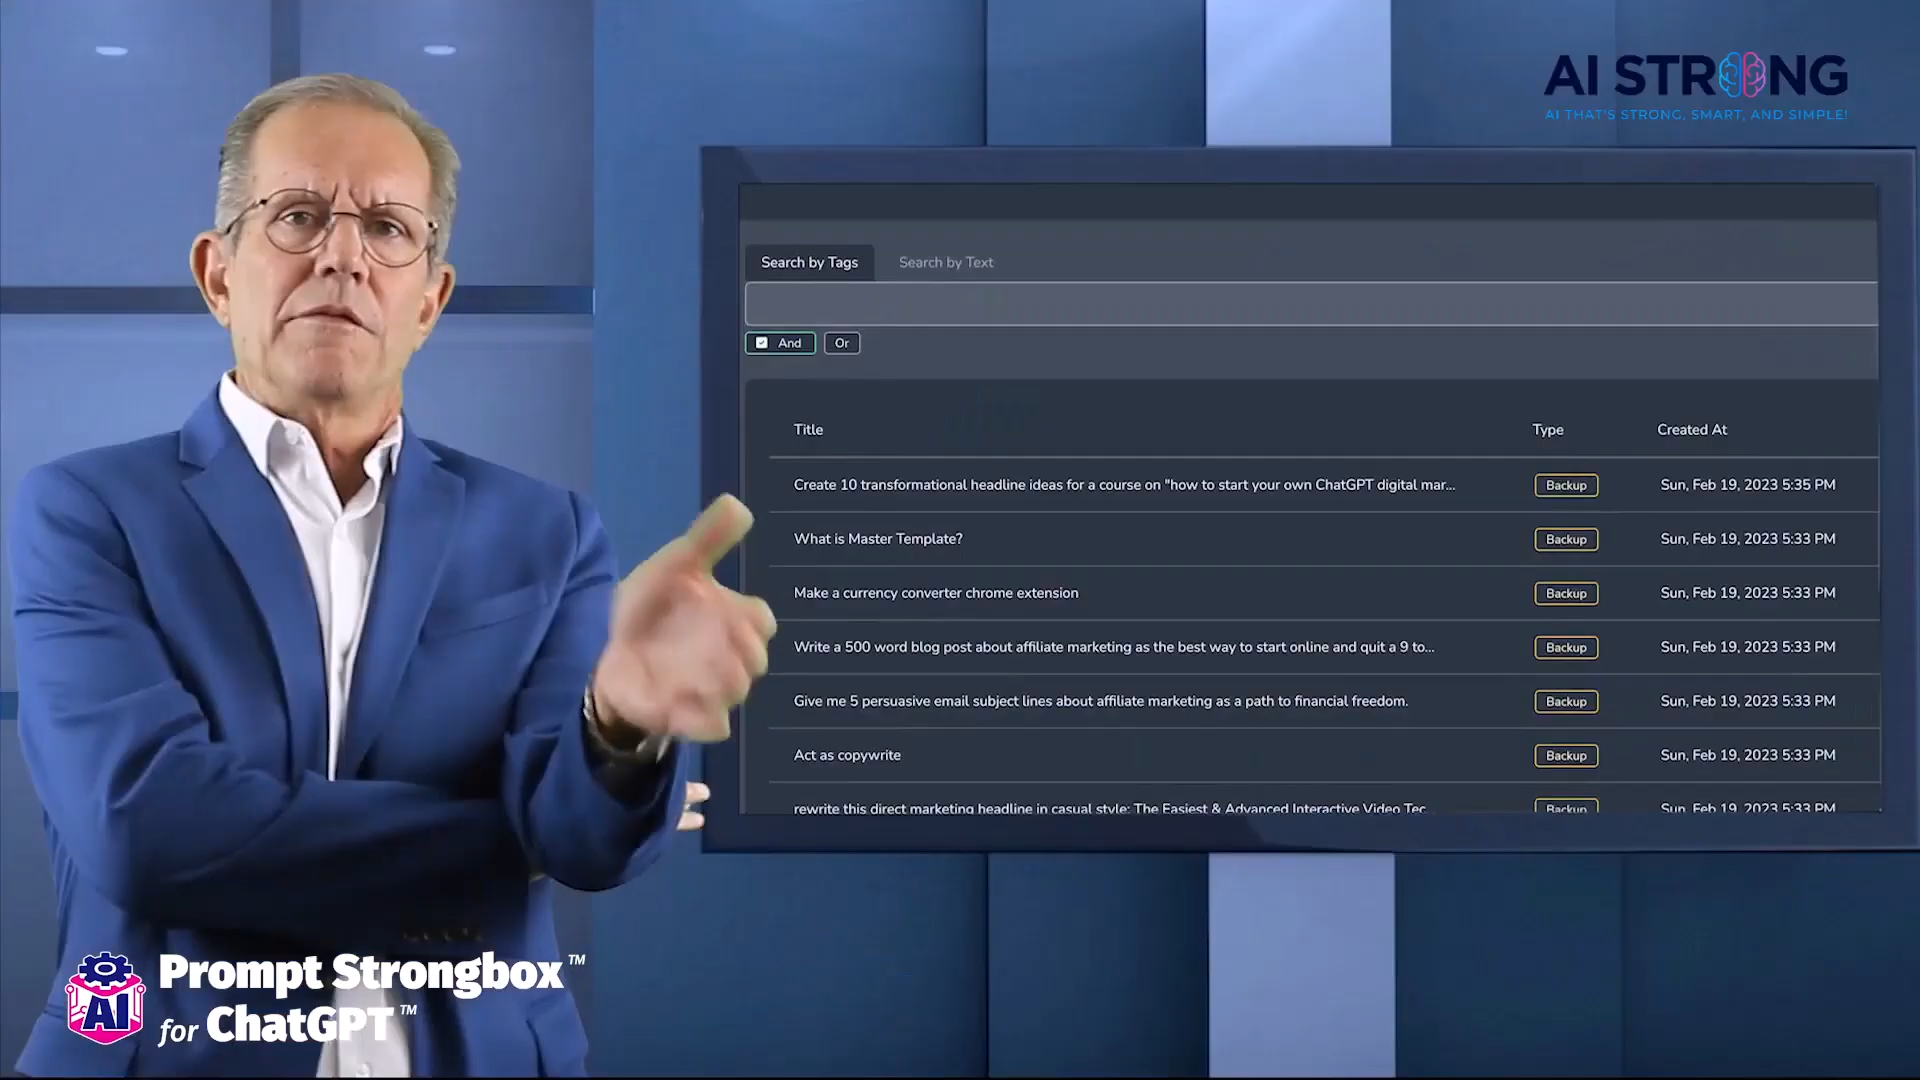 AI STRONG
AI THAT'S STRONG, SMART, AND SIMPLE!
Search by Tags Search by Text
And Or
Title Type Created At
Create 10 transformational headline ideas for a course on "how to start your own ChatGPT digital mar... Backup Sun, Feb 19, 2023 5:35 PM
What is Master Template? Backup Sun, Feb 19, 2023 5:33 PM
Make a currency converter chrome extension Backup Sun, Feb 19, 2023 5:33 PM
Write a 500 word blog post about affiliate marketing as the best way to start online and quit a 9 to... Backup Sun, Feb 19, 2023 5:33 PM
Give me 5 persuasive email subject lines about affiliate marketing as a path to financial freedom. Backup Sun, Feb 19, 2023 5:33 PM
Act as copywrite Backup Sun, Feb 19, 2023 5:33 PM
rewrite this direct marketing headline in casual style: The Easiest & Advanced Interactive Video Tec Backup Sun, Feb 19, 2023 5:33 PM
AI
Prompt Strongbox™
for ChatGPT™